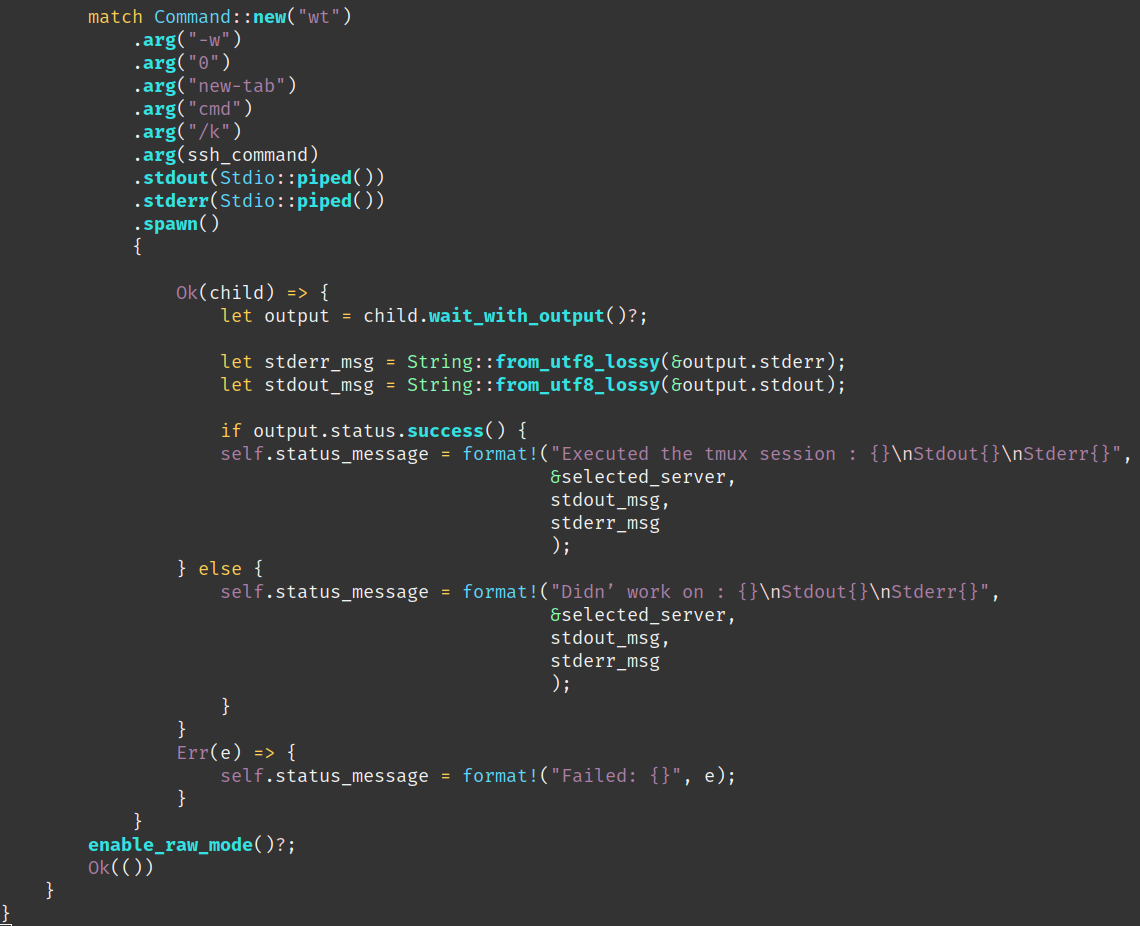 match Command::new("wt")
.arg("-w")
.arg("0")
.arg("new-tab")
.arg("cmd")
.arg("/k")
.arg(ssh_command)
.stdout(Stdio::piped())
.stderr(Stdio::piped())
.spawn()
{
Ok(child) => {
let output = child.wait_with_output()?;
let stderr_msg = String::from_utf8_lossy(&output.stderr);
let stdout_msg = String::from_utf8_lossy(&output.stdout);
if output.status.success() {
self.status_message = format!("Executed the tmux session : {}\nStdout{}\nStderr{}",
&selected_server,
stdout_msg,
stderr_msg
);
} else {
self.status_message = format!("Didn’ work on : {}\nStdout{}\nStderr{}",
&selected_server,
stdout_msg,
stderr_msg
);
}
}
Err(e) => {
self.status_message = format!("Failed: {}", e);
}
}
enable_raw_mode()?;
Ok(())
}
}